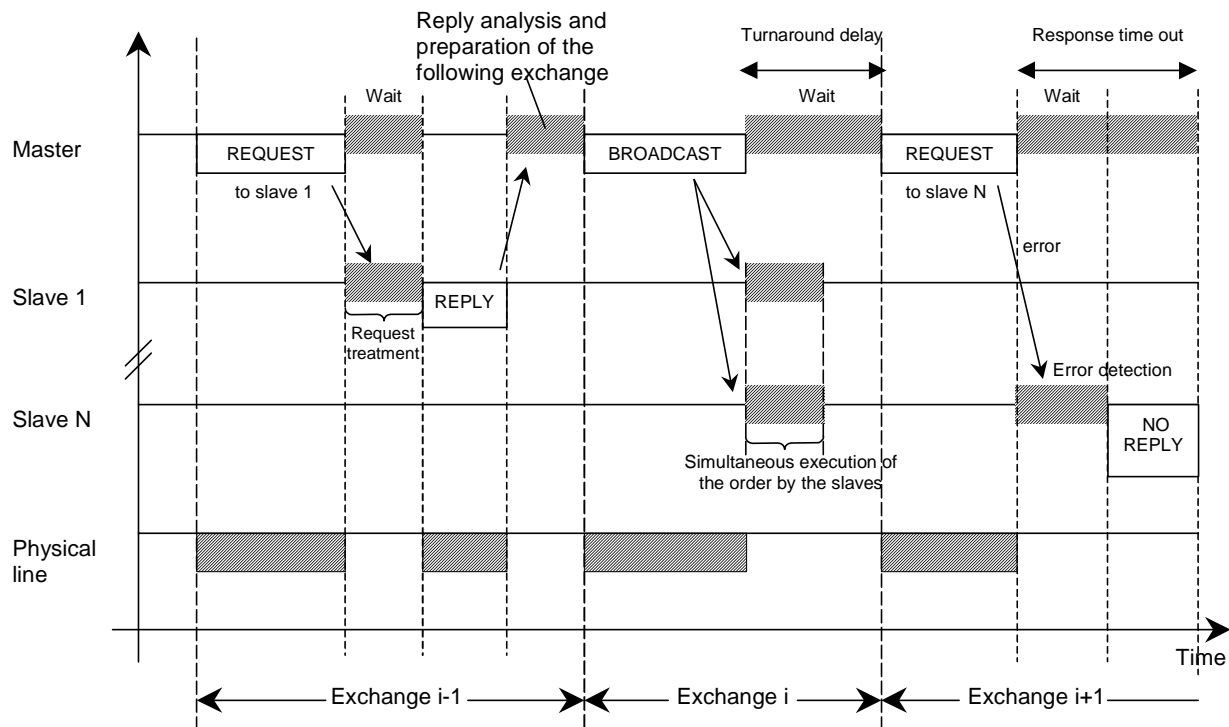 Reply analysis and
preparation of the
following exchange
Turnaround delay
Response time out
Wait
Wait
Wait
Master
REQUEST
BROADCAST
REQUEST
to slave 1
to slave N
error
Slave 1
REPLY
Request
treatment
Error detection
Slave N
NO
REPLY
Simultaneous execution of
the order by the slaves
Physical
line
Time
Exchange i-1
Exchange i
Exchange i+1